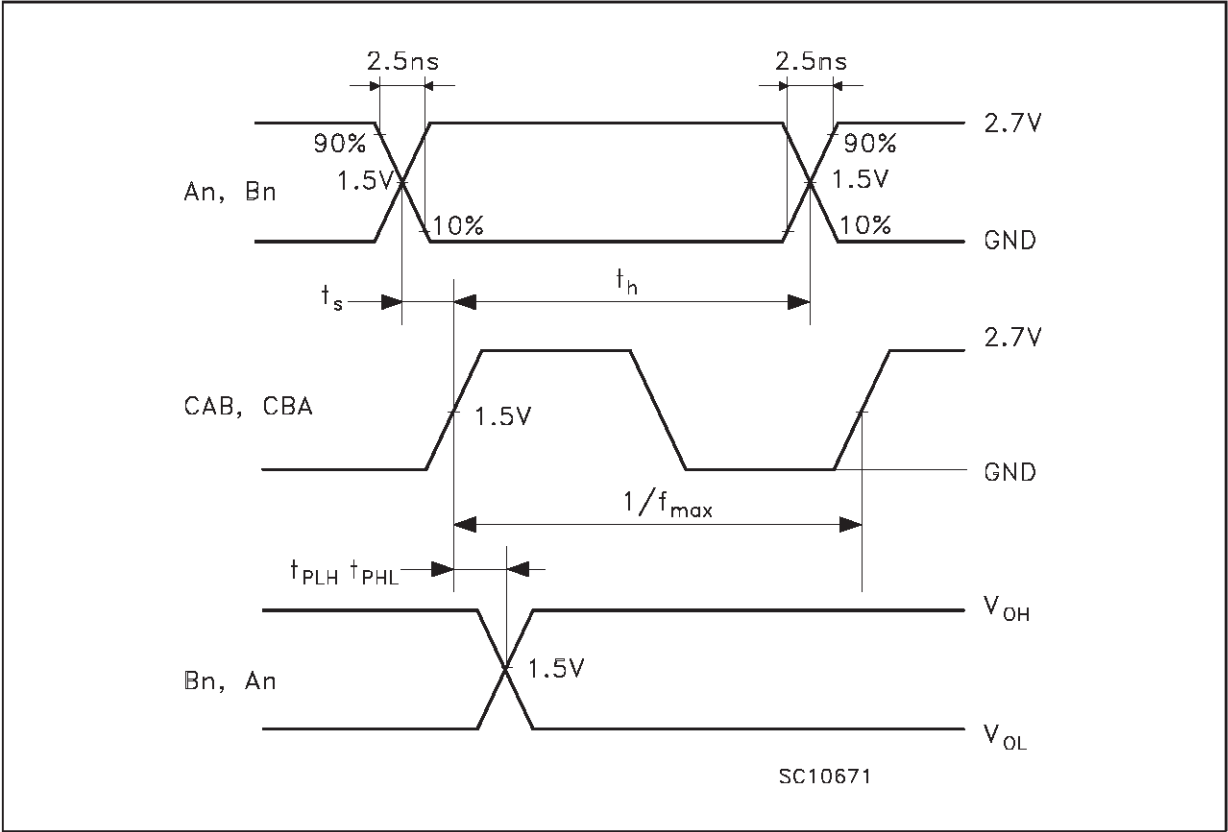 2.5ns 2.5ns
2.7V
90% 90%
An, Bn 1.5V 1.5V
10% 10%
GND
ts th
2.7V
CAB, CBA 1.5V
GND
1/fmax
tPLH tPHL
VOH
Bn, An 1.5V
VOL
SC10671